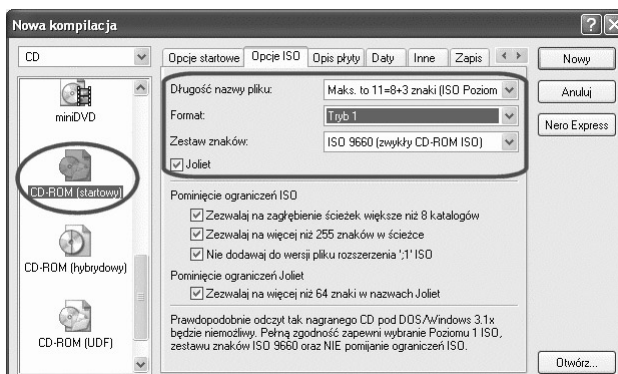 Nowa kompilacja
CD
miniDVD
CD-ROM (startowy)
CD-ROM (hybrydowy)
CD-ROM (UDF)
Opcje startowe Opcje ISO Opis płyty Daty Inne Zapis
Długość nazwy pliku: Maks. to 11=8+3 znaki (ISO Poziom
Format: Tryb 1
Zestaw znaków: ISO 9660 (zwykły CD-ROM ISO)
Joliet
Pominięcie ograniczeń ISO
Zezwalaj na zagłębienie ścieżek większe niż 8 katalogów
Zezwalaj na więcej niż 255 znaków w ścieżce
Nie dodawaj do wersji pliku rozszerzenia ';1' ISO
Pominięcie ograniczeń Joliet
Zezwalaj na więcej niż 64 znaki w nazwach Joliet
Prawdopodobnie odczyt tak nagranego CD pod DOS/Windows 3.1x
będzie niemożliwy. Pełną zgodność zapewni wybranie Poziomu 1 ISO,
zestawu znaków ISO 9660 oraz NIE pomijanie ograniczeń ISO.
Nowy
Anuluj
Nero Express
Otwórz...